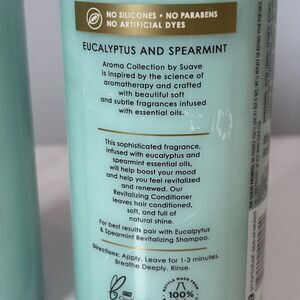 NO SILICONES • NO PARABENS
NO ARTIFICIAL DYES
EUCALYPTUS AND SPEARMINT
Aroma Collection by Suave
is inspired by the science of
aromatherapy and crafted
with beautiful soft
and subtle fragrances infused
with essential oils.
This sophisticated fragrance,
infused with eucalyptus and
spearmint essential oils,
will help boost your mood
and help you feel revitalized
and renewed. Our
Revitalizing Conditioner
leaves hair conditioned,
soft, and full of
natural shine.
For best results pair with Eucalyptus
& Spearmint Revitalizing Shampoo.
Directions: Apply. Leave for 1-3 minutes.
Breathe Deeply. Rinse.
BOTTLE MADE FROM
100%